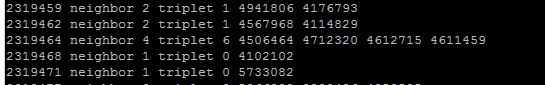 2319459 neighbor 2 triplet 1 4941806 4176793
2319462 neighbor 2 triplet 1 4567968 4114829
2319464 neighbor 4 triplet 6 4506464 4712320 4612715 4611459
2319468 neighbor 1 triplet 0 4102102
2319471 neighbor 1 triplet 0 5733082